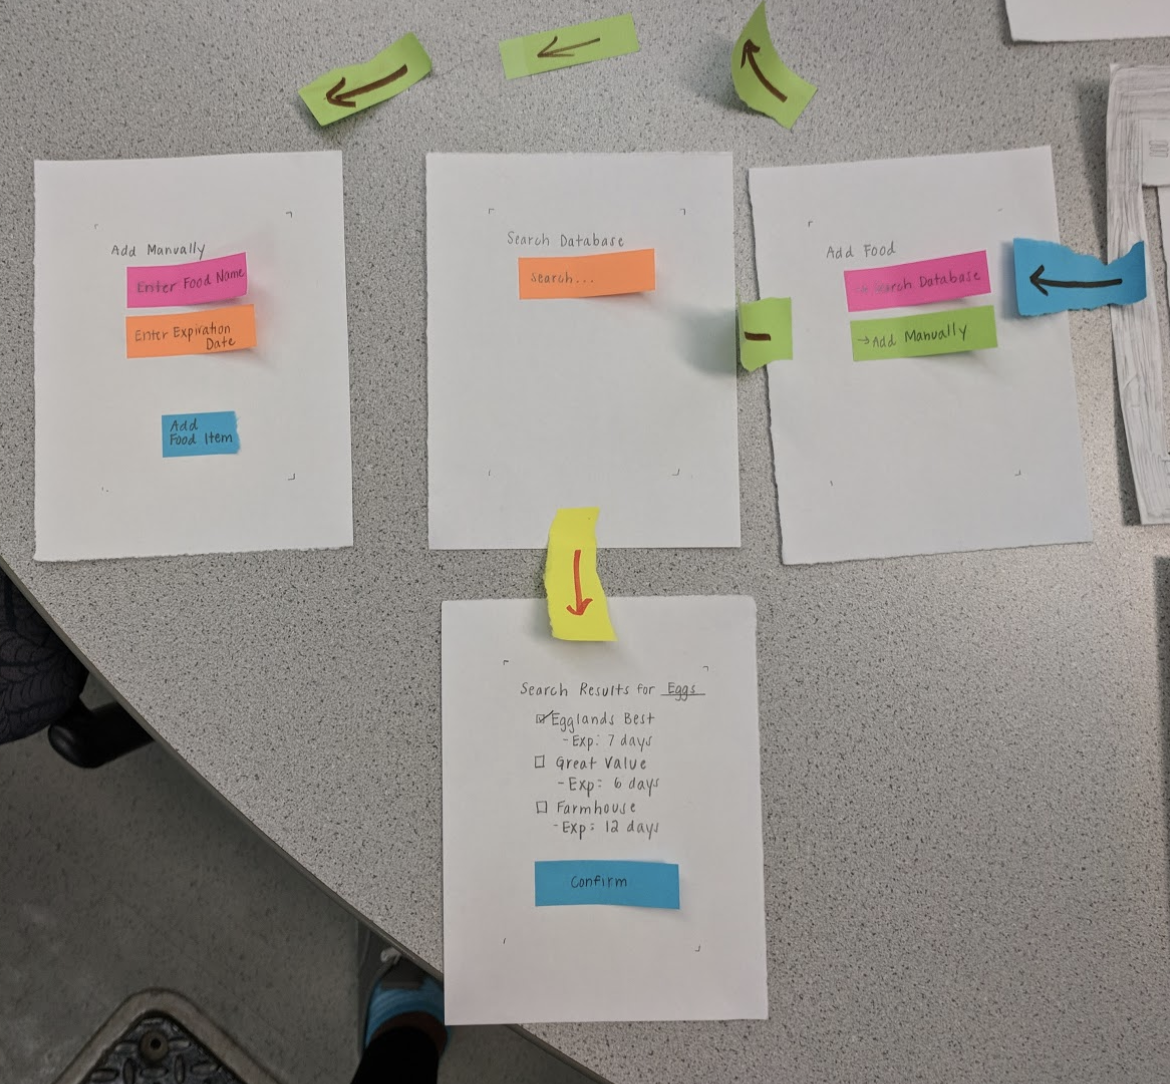 Add Manually
Enter Food Name
Enter Expiration
Date
Add
Food Item
Search Database
Search...
Add Food
→ Search Database
→Add Manually
Search Results for Eggs
Egglands Best
-Exp: 7 days
Great Value
-Exp: 6 days
Farmhouse
-Exp: 12 days
Confirm